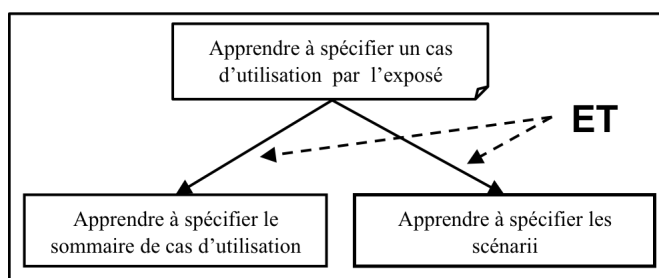 Apprendre à spécifier un cas
d’utilisation par l’exposé
ET
Apprendre à spécifier le
sommaire de cas d’utilisation
Apprendre à spécifier les
scénarii